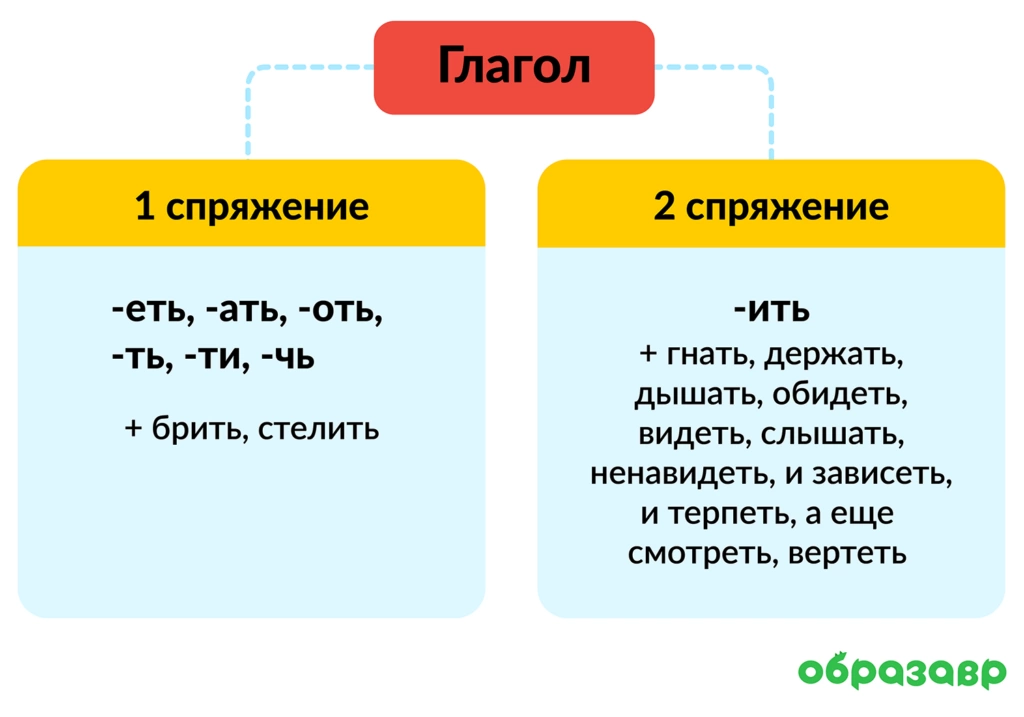 Глагол
1 спряжение
-еть, -ать, -оть,
-ть, -ти, -чь
+ брить, стелить
2 спряжение
-ить
+ гнать, держать,
дышать, обидеть,
видеть, слышать,
ненавидеть, и зависеть,
и терпеть, а еще
смотреть, вертеть
образавр